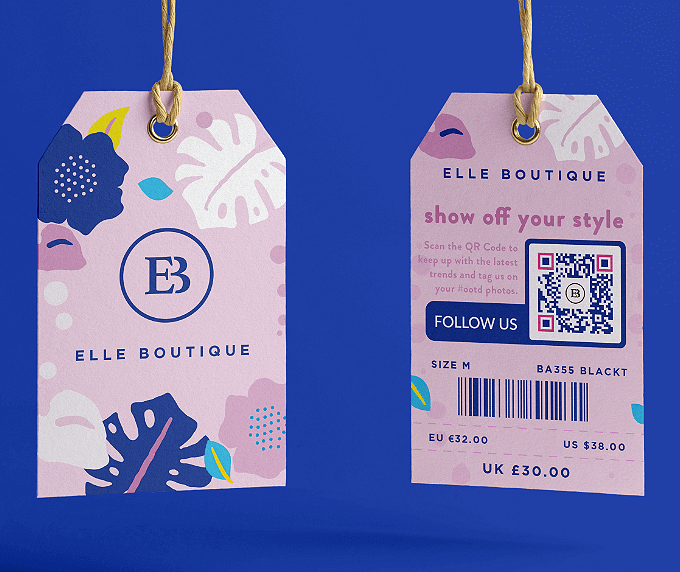 EB
ELLE BOUTIQUE
ELLE BOUTIQUE
show off your style
Scan the QR Code to
keep up with the latest
trends and tag us on
your #ootd photos.
EB
FOLLOW US
SIZE M
BA355 BLACKT
EU €32.00
US $38.00
UK £30.00